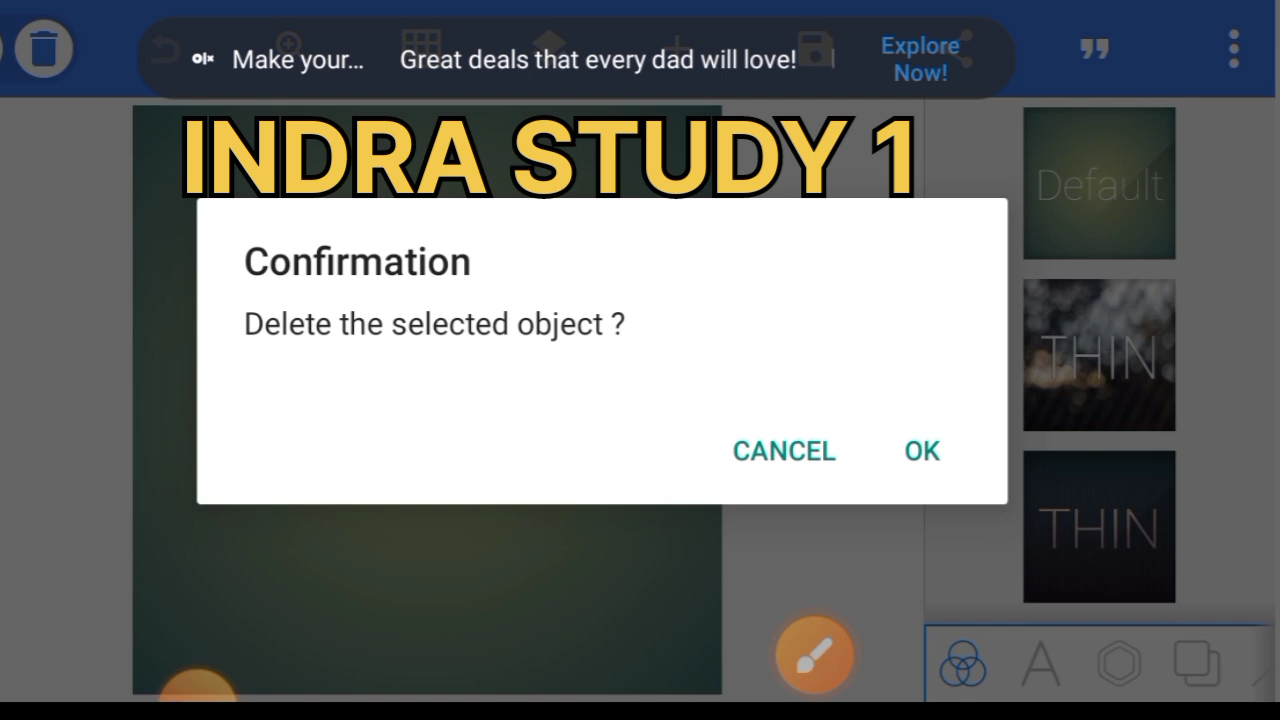 olx Make your... Great deals that every dad will love! Explore
Now!
INDRA STUDY 1
Confirmation
Delete the selected object ?
CANCEL OK
Default
THIN
THIN
A